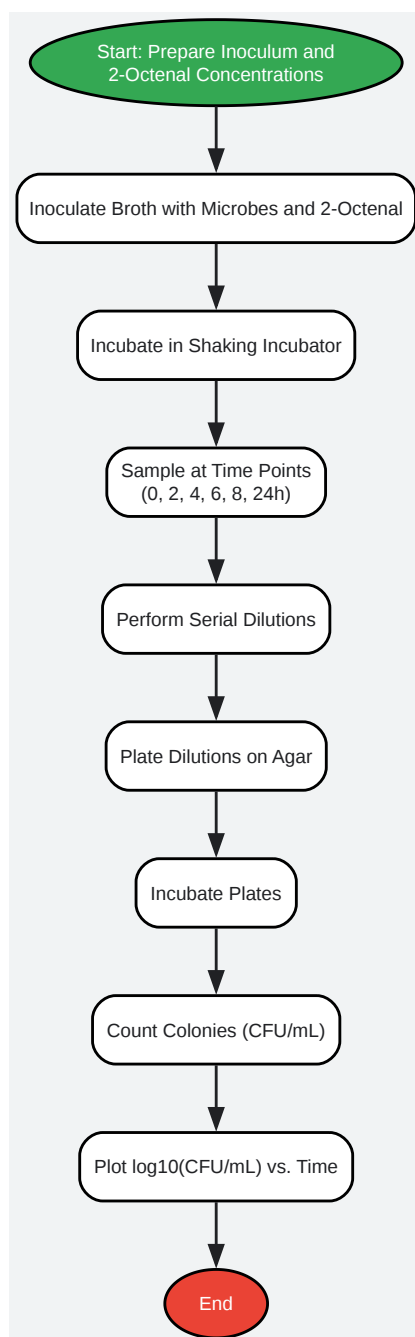 Start: Prepare Inoculum and
2-Octenal Concentrations
Inoculate Broth with Microbes and 2-Octenal
Incubate in Shaking Incubator
Sample at Time Points
(0, 2, 4, 6, 8, 24h)
Perform Serial Dilutions
Plate Dilutions on Agar
Incubate Plates
Count Colonies (CFU/mL)
Plot log10(CFU/mL) vs. Time
End